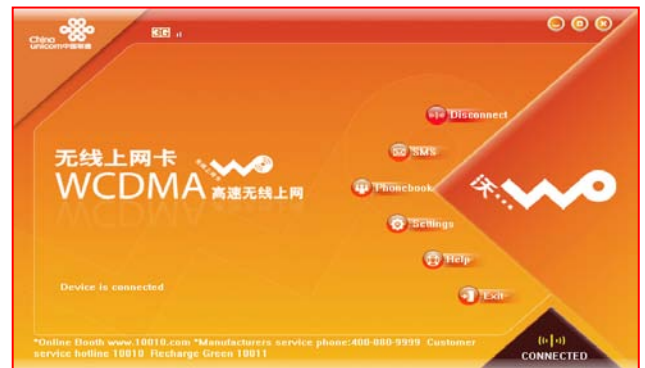 China
unicom中国联通
3G
Disconnect
SMS
无线上网卡
WCDMA 高速无线上网
Phonebook
沃...
Settings
Help
Device is connected
Exit
*Online Booth www.10010.com *Manufacturers service phone:400-880-9999 Customer
service hotline 10010 Recharge Green 10011
CONNECTED